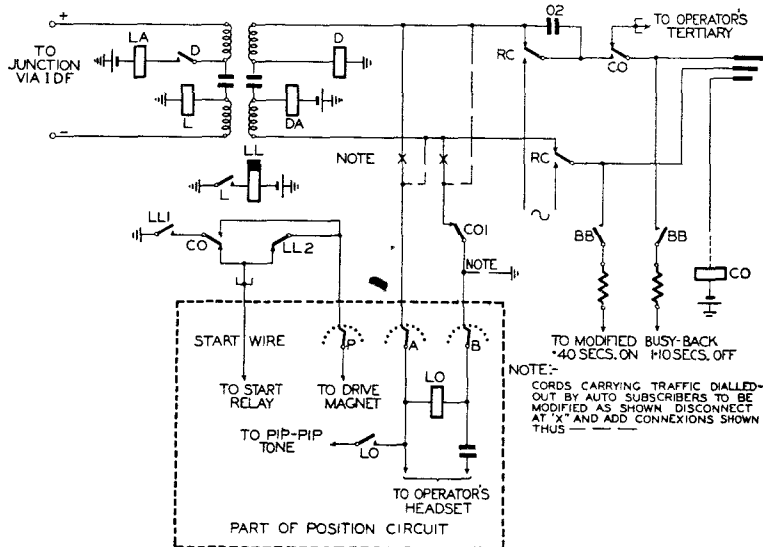 +
LA
D
TO
JUNCTION
VIA IDF
L
-
D
DA
LL
L
NOTE
RC
02
TO OPERATOR'S
TERTIARY
CO
RC
BB
BB
CO
LL1
CO
LL2
CO1
NOTE
START WIRE
P
A
B
TO START
RELAY
TO DRIVE
MAGNET
LO
TO PIP-PIP
TONE
LO
TO OPERATOR'S
HEADSET
PART OF POSITION CIRCUIT
TO MODIFIED BUSY-BACK
·40 SECS. ON 1·10 SECS. OFF
NOTE:-
CORDS CARRYING TRAFFIC DIALLED-
OUT BY AUTO SUBSCRIBERS TO BE
MODIFIED AS SHOWN DISCONNECT
AT "X" AND ADD CONNEXIONS SHOWN
THUS — — —